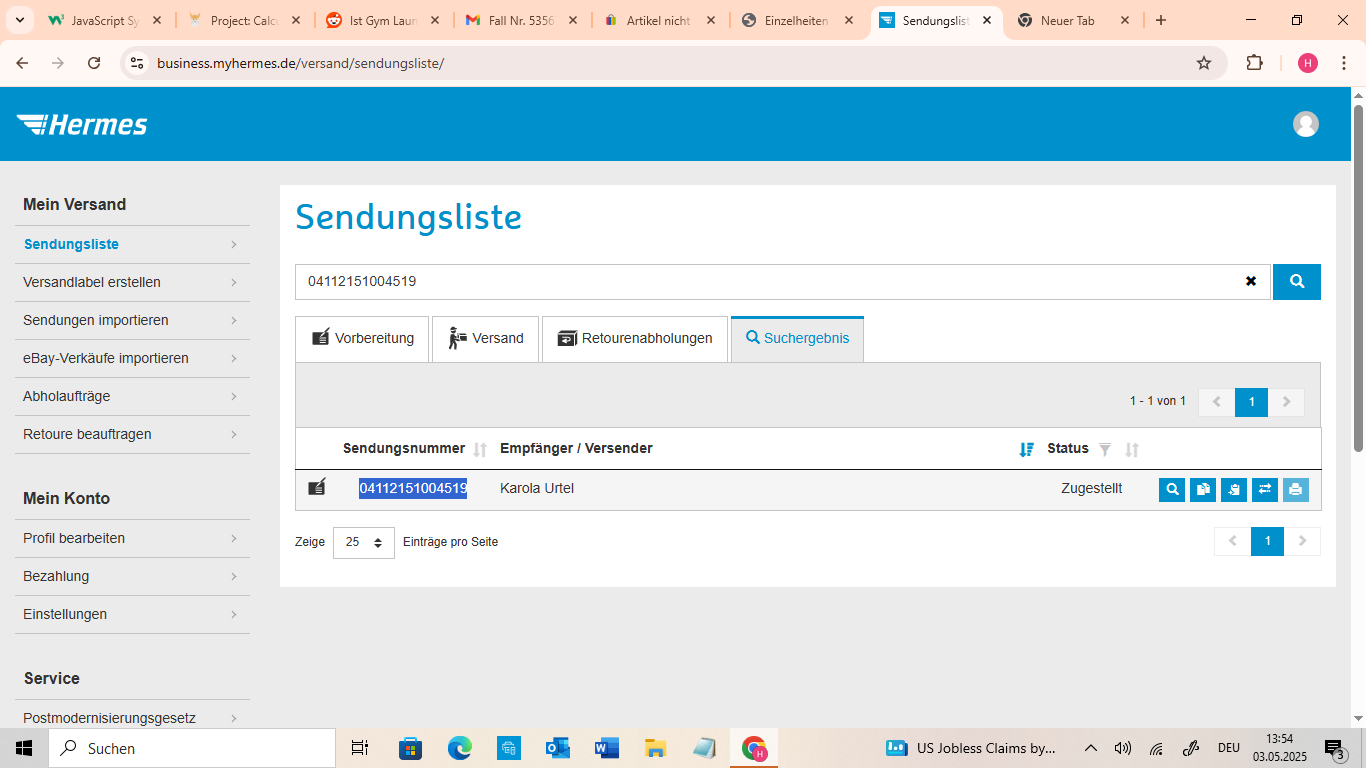 JavaScript Sy
Project: Calcu
Ist Gym Laun
Fall Nr. 5356
Artikel nicht
Einzelheiten
Sendungslist
Neuer Tab
business.myhermes.de/versand/sendungsliste/
H
Hermes
Mein Versand
Sendungsliste
Versandlabel erstellen
Sendungen importieren
eBay-Verkäufe importieren
Abholaufträge
Retoure beauftragen
Mein Konto
Profil bearbeiten
Bezahlung
Einstellungen
Service
Postmodernisierungsgesetz
Sendungsliste
04112151004519
Vorbereitung
Versand
Retourenabholungen
Suchergebnis
1 - 1 von 1
1
Sendungsnummer Empfänger / Versender Status
04112151004519 Karola Urtel Zugestellt
Zeige 25 Einträge pro Seite
1
Suchen
H
US Jobless Claims by...
DEU
13:54
03.05.2025
3